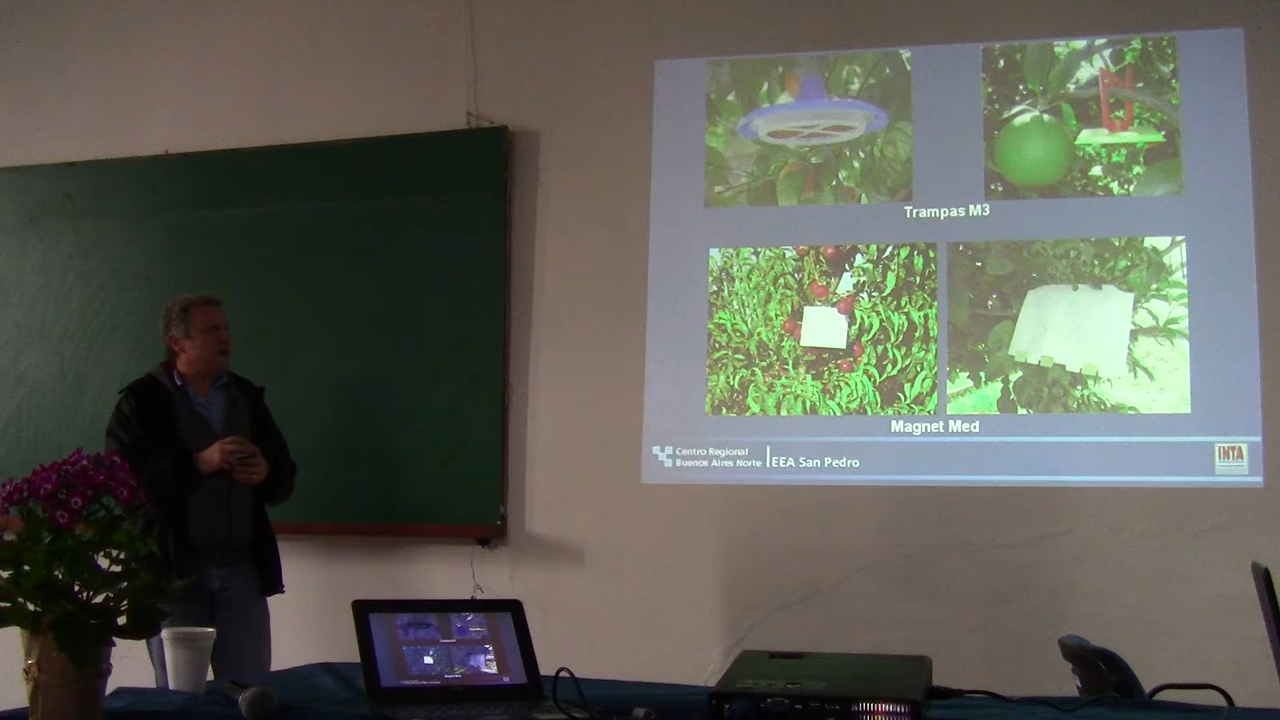 Trampas M3
Magnet Med
Centro Regional
Buenos Aires Norte
EEA San Pedro
INTA